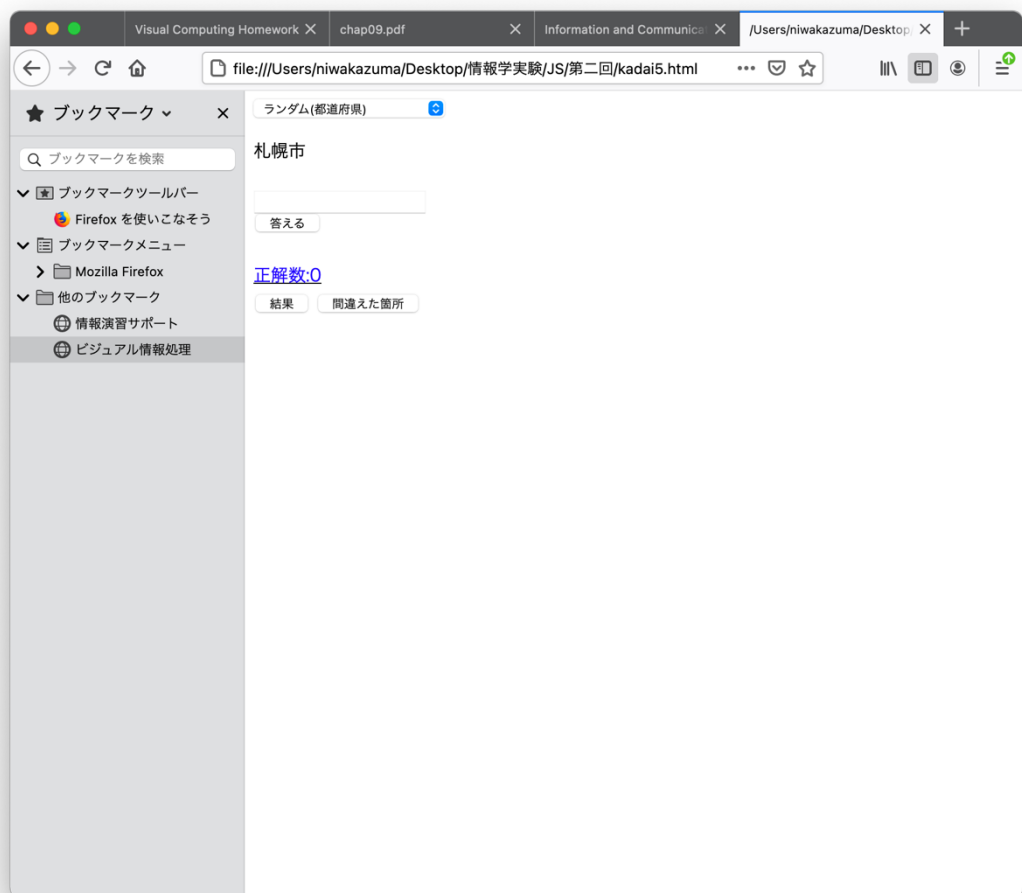 Visual Computing Homework
chap09.pdf
Information and Communica
/Users/niwakazuma/Desktop/
file:///Users/niwakazuma/Desktop/情報学実験/JS/第二回/kadai5.html
ブックマーク
ブックマークを検索
ブックマークツールバー
Firefox を使いこなそう
ブックマークメニュー
Mozilla Firefox
他のブックマーク
情報演習サポート
ビジュアル情報処理
ランダム(都道府県)
札幌市
答える
正解数:0
結果 間違えた箇所